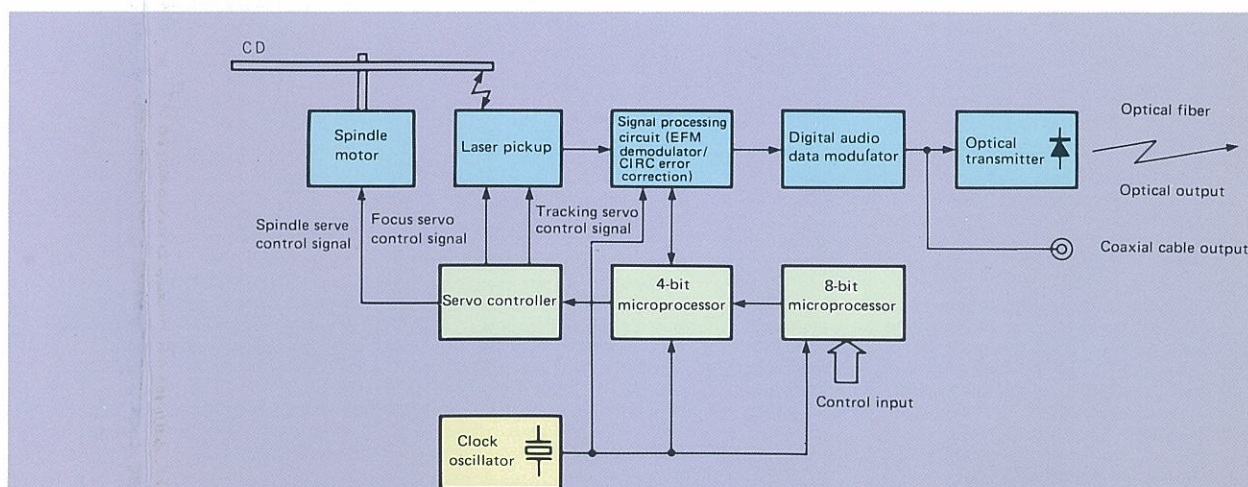 CD
Spindle
motor
Laser pickup
Signal processing
circuit (EFM
demodulator/
CIRC error
correction)
Digital audio
data modulator
Optical
transmitter
Optical fiber
Optical output
Spindle serve
control signal
Focus servo
control signal
Tracking servo
control signal
Coaxial cable output
Servo controller
4-bit
microprocessor
8-bit
microprocessor
Control input
Clock
oscillator